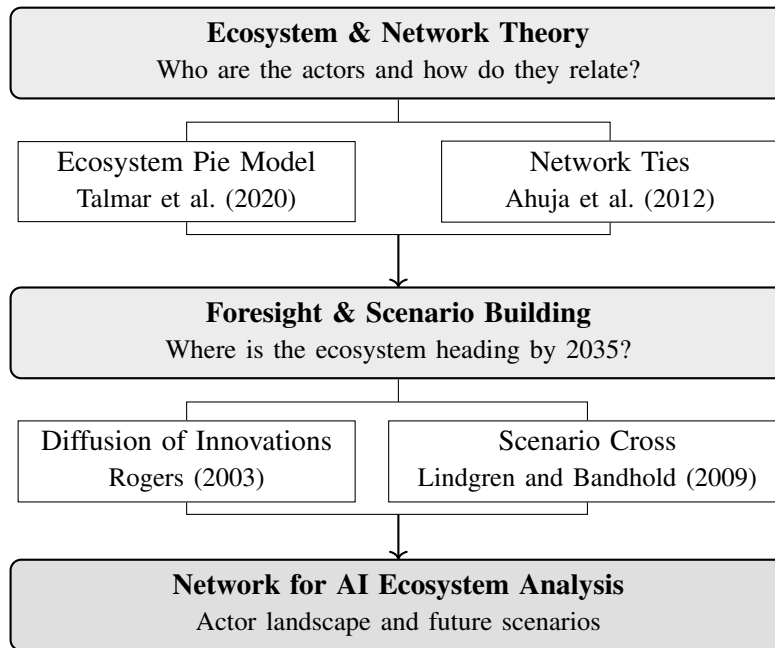 Ecosystem & Network Theory
Who are the actors and how do they relate?
Ecosystem Pie Model
Talmar et al. (2020)
Network Ties
Ahuja et al. (2012)
Foresight & Scenario Building
Where is the ecosystem heading by 2035?
Diffusion of Innovations
Rogers (2003)
Scenario Cross
Lindgren and Bandhold (2009)
Network for AI Ecosystem Analysis
Actor landscape and future scenarios